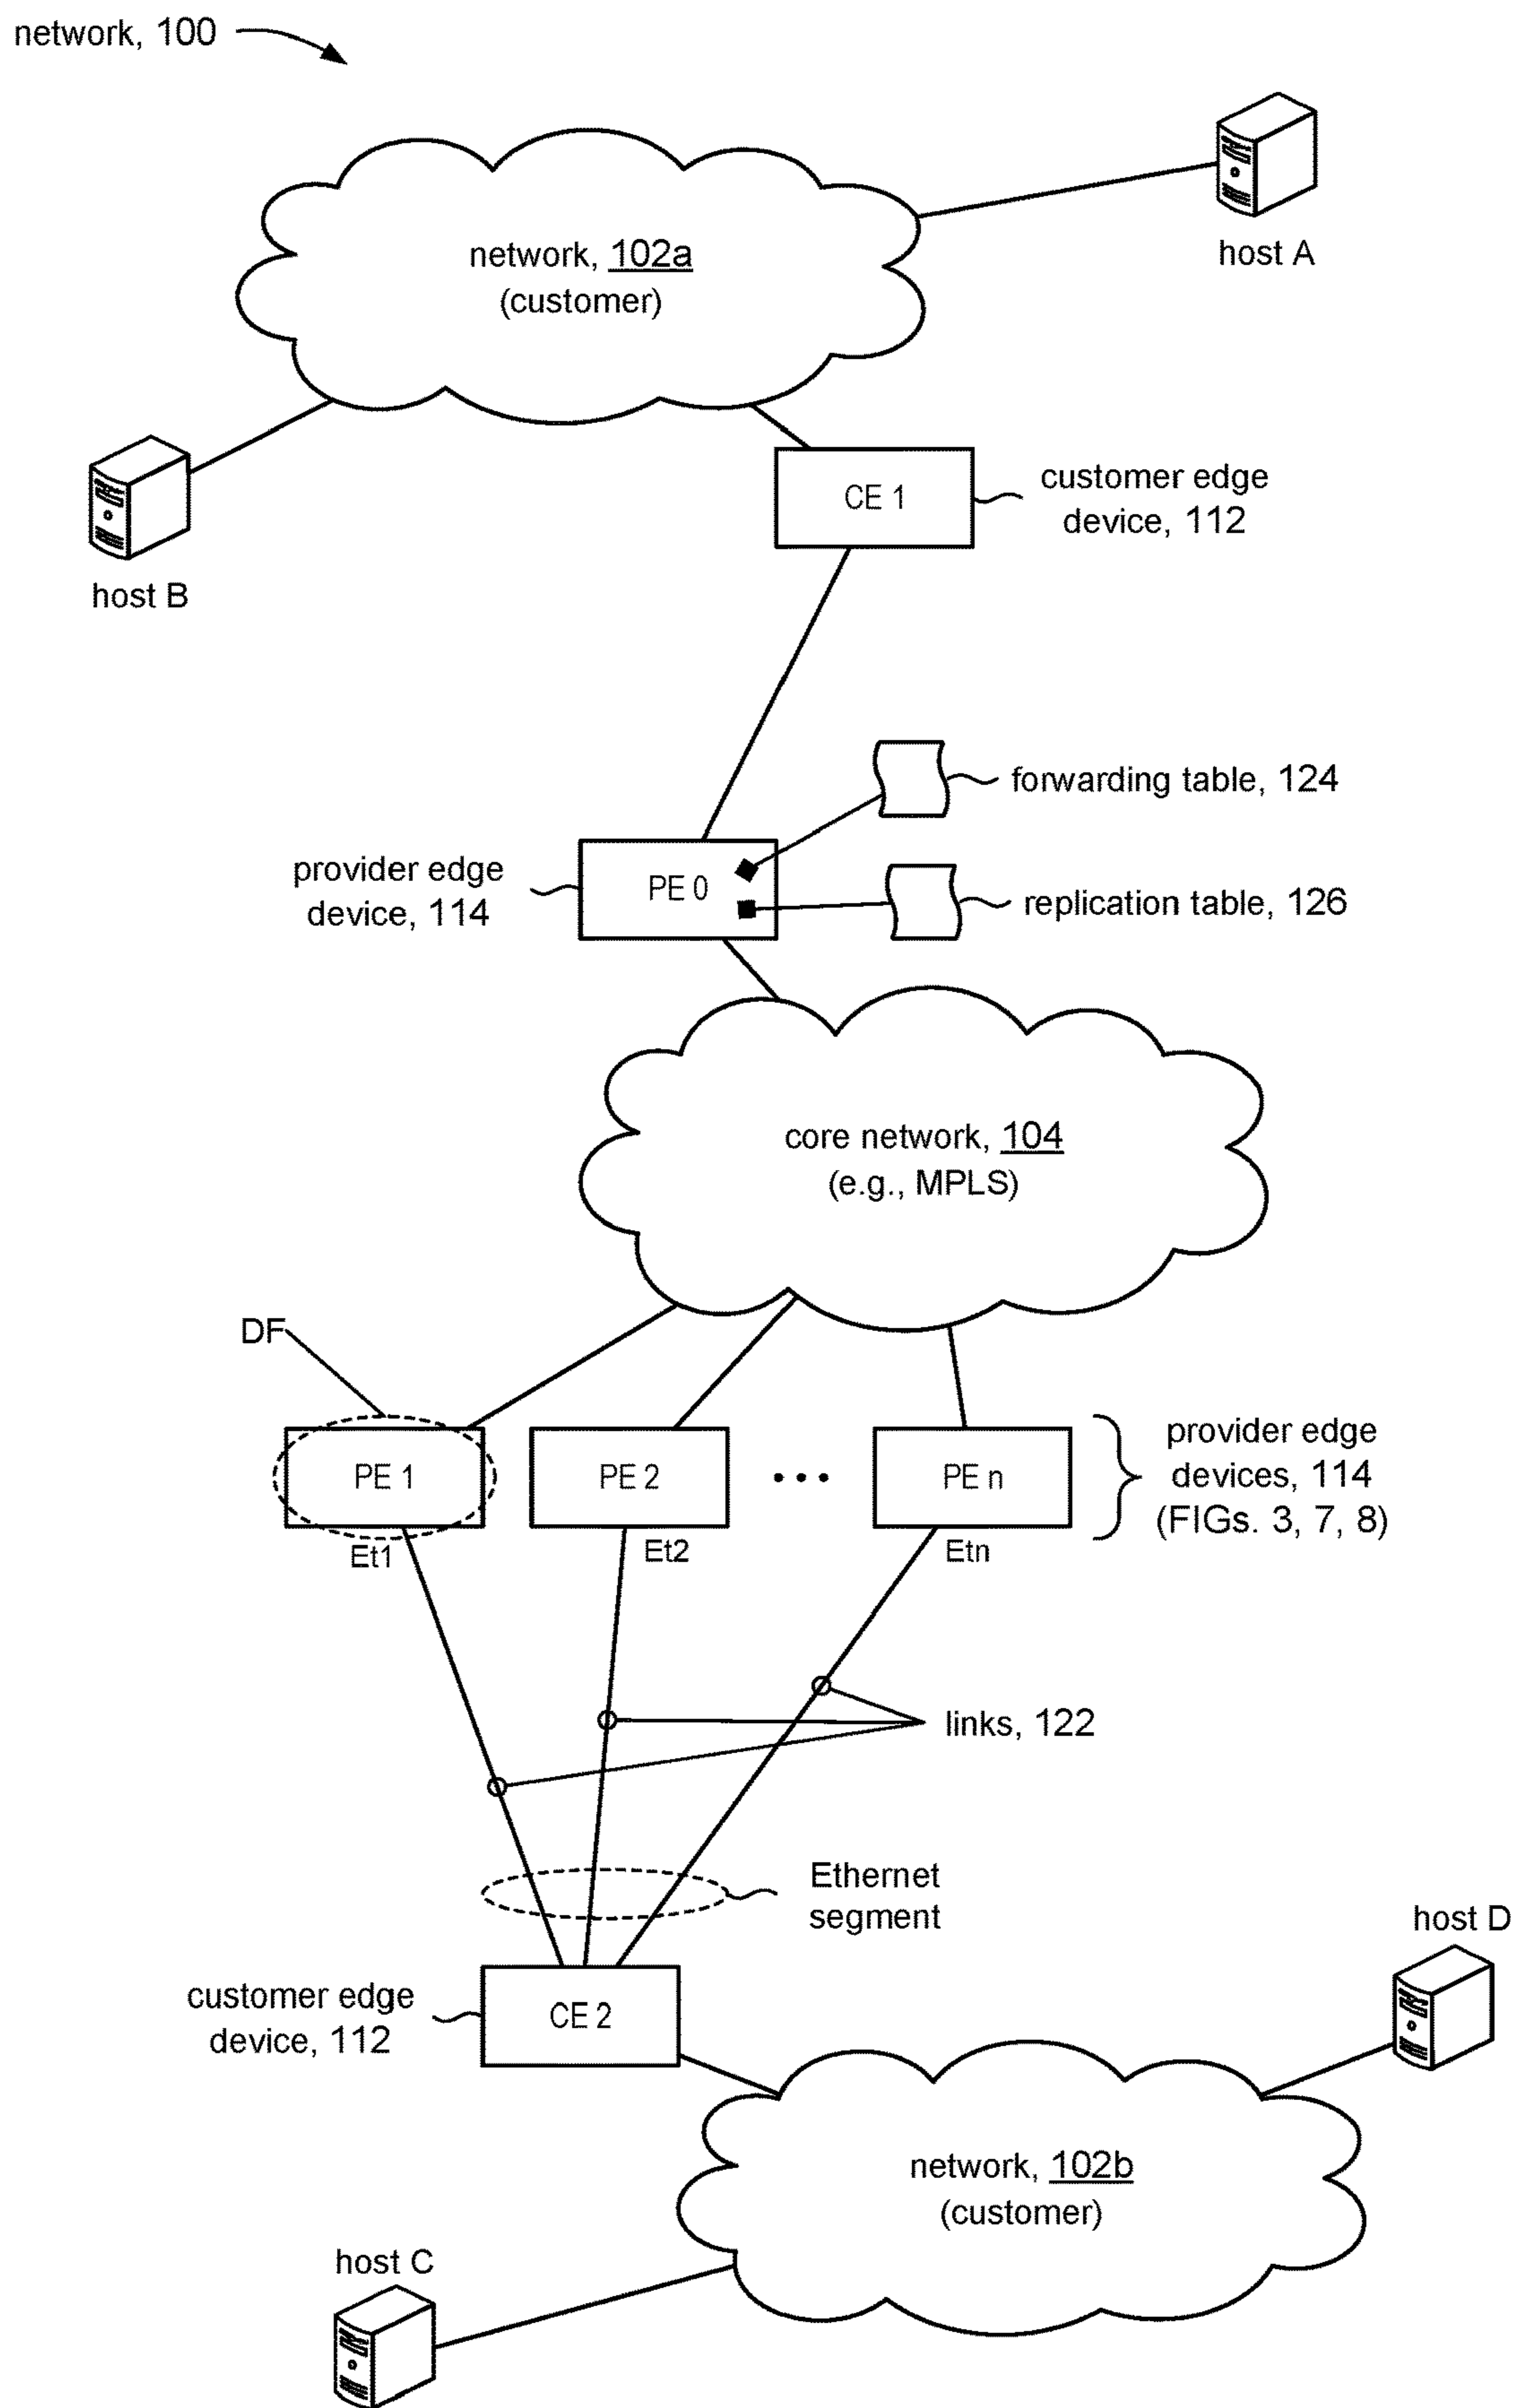 network, 100
host A
network, 102a
(customer)
host B
CE 1
customer edge
device, 112
forwarding table, 124
provider edge
device, 114
PE 0
replication table, 126
core network, 104
(e.g., MPLS)
DF
PE 1
PE 2
PE n
provider edge
devices, 114
(FIGs. 3, 7, 8)
Et1
Et2
Etn
links, 122
Ethernet
segment
host D
customer edge
device, 112
CE 2
network, 102b
(customer)
host C